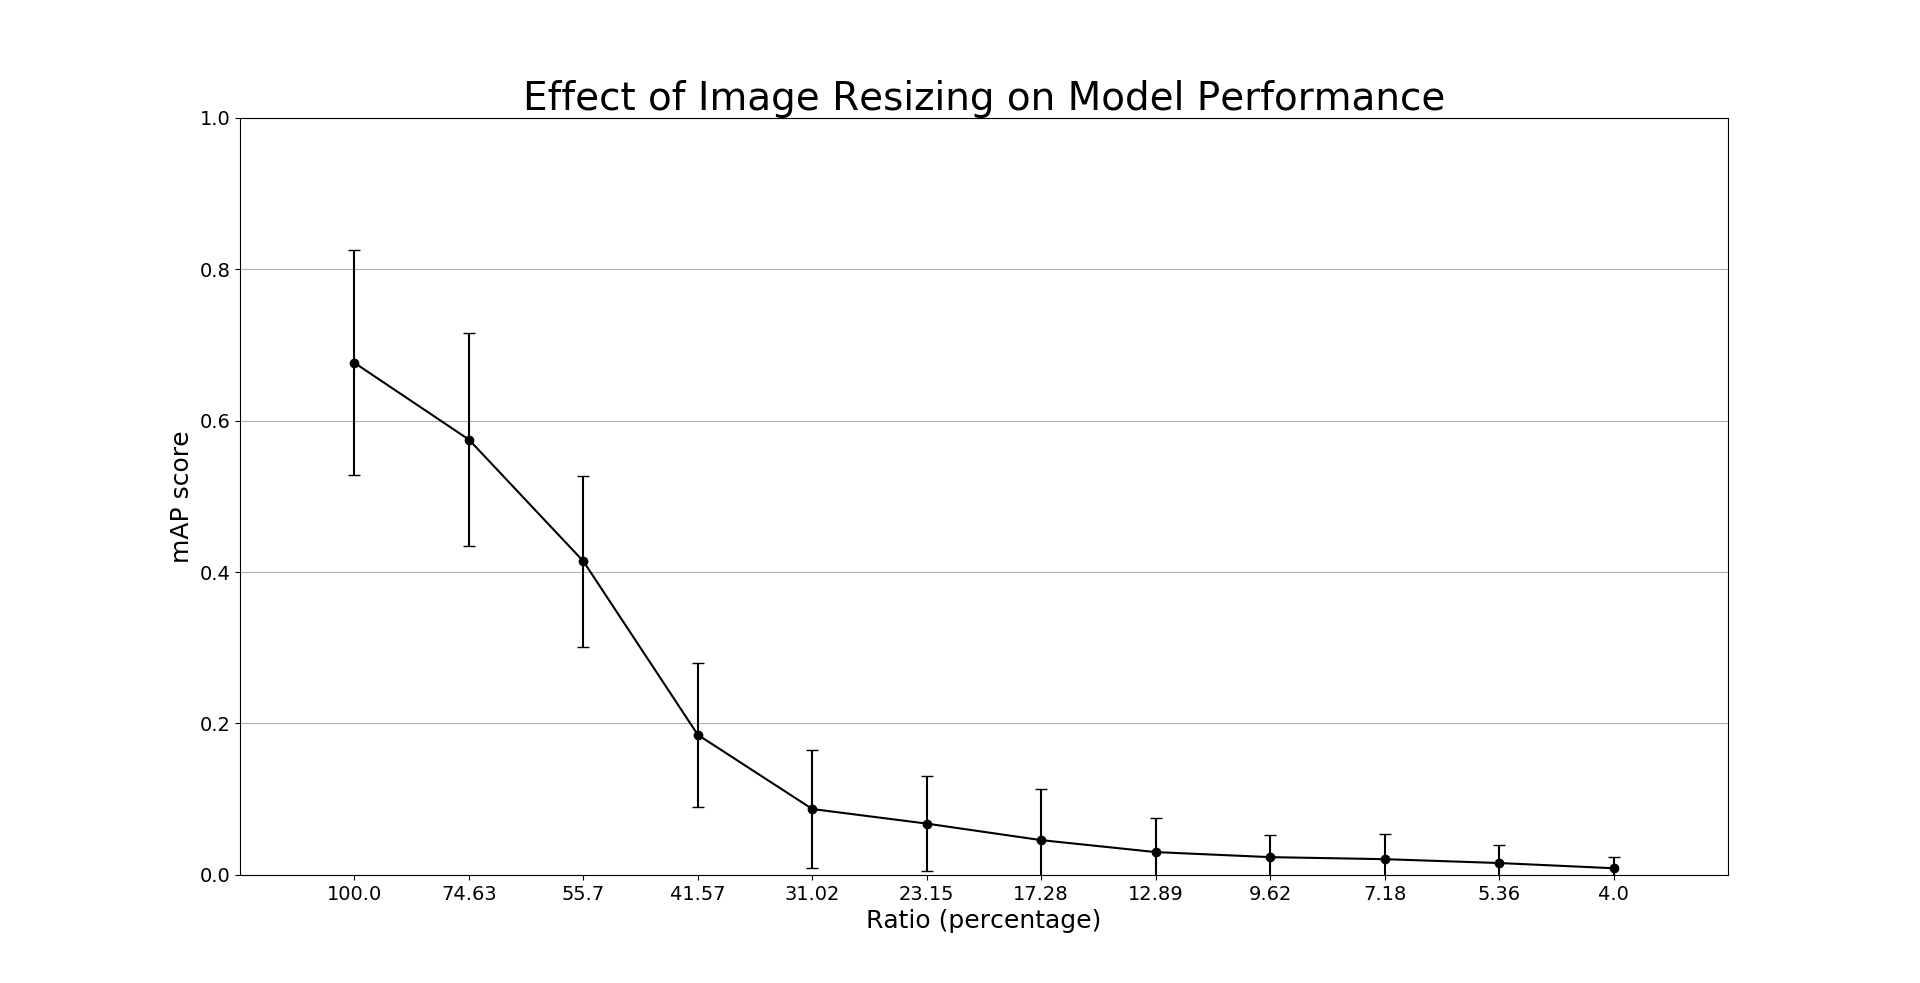 Effect of Image Resizing on Model Performance
1.0
0.8
0.6
0.4
0.2
0.0
mAP score
100.0 74.63 55.7 41.57 31.02 23.15 17.28 12.89 9.62 7.18 5.36 4.0
Ratio (percentage)